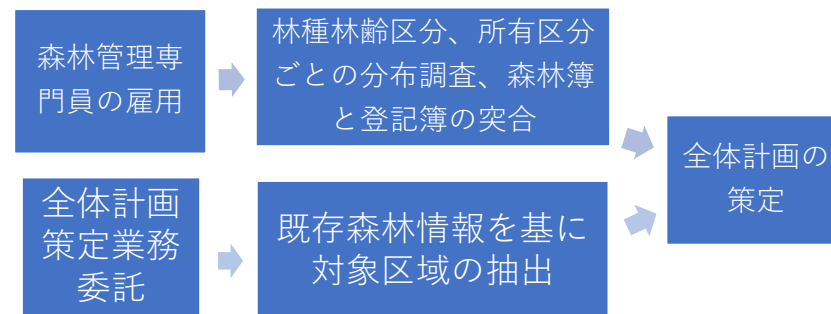 森林管理専
門員の雇用
林種林齢区分、所有区分
ごとの分布調査、森林簿
と登記簿の突合
全体計画
策定業務
委託
既存森林情報を基に
対象区域の抽出
全体計画の
策定